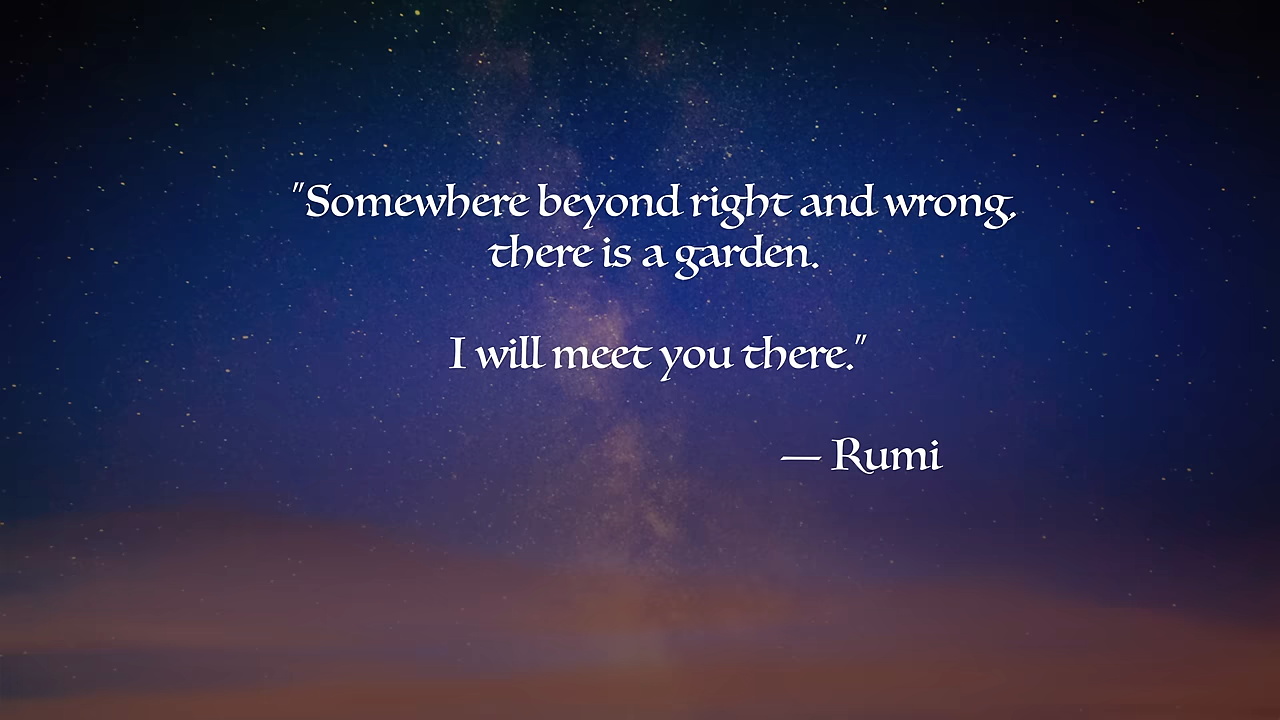 "Somewhere beyond right and wrong,
there is a garden.
I will meet you there."
— Rumi